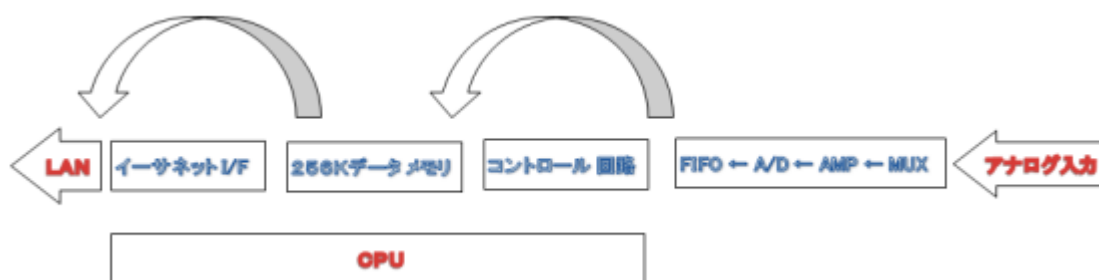 LAN
イーサネット I/F
256Kデータ メモリ
コントロール 回路
FIFO ← A/D ← AMP ← MUX
アナログ入力
CPU